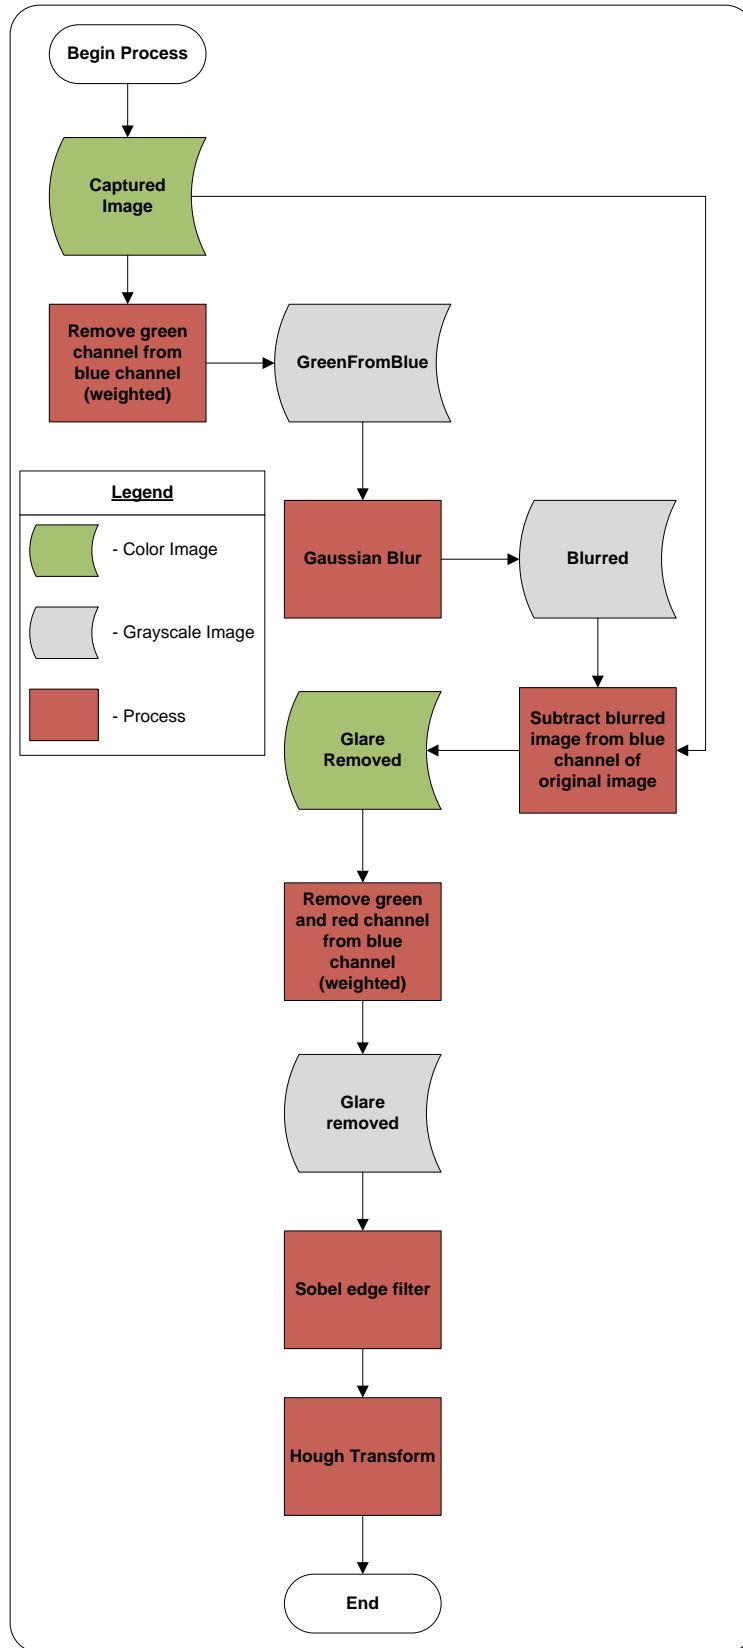 Begin Process
Captured
Image
Remove green
channel from
blue channel
(weighted)
GreenFromBlue
Legend
- Color Image
- Grayscale Image
- Process
Gaussian Blur
Blurred
Subtract blurred
image from blue
channel of
original image
Glare
Removed
Remove green
and red channel
from blue
channel
(weighted)
Glare
removed
Sobel edge filter
Hough Transform
End